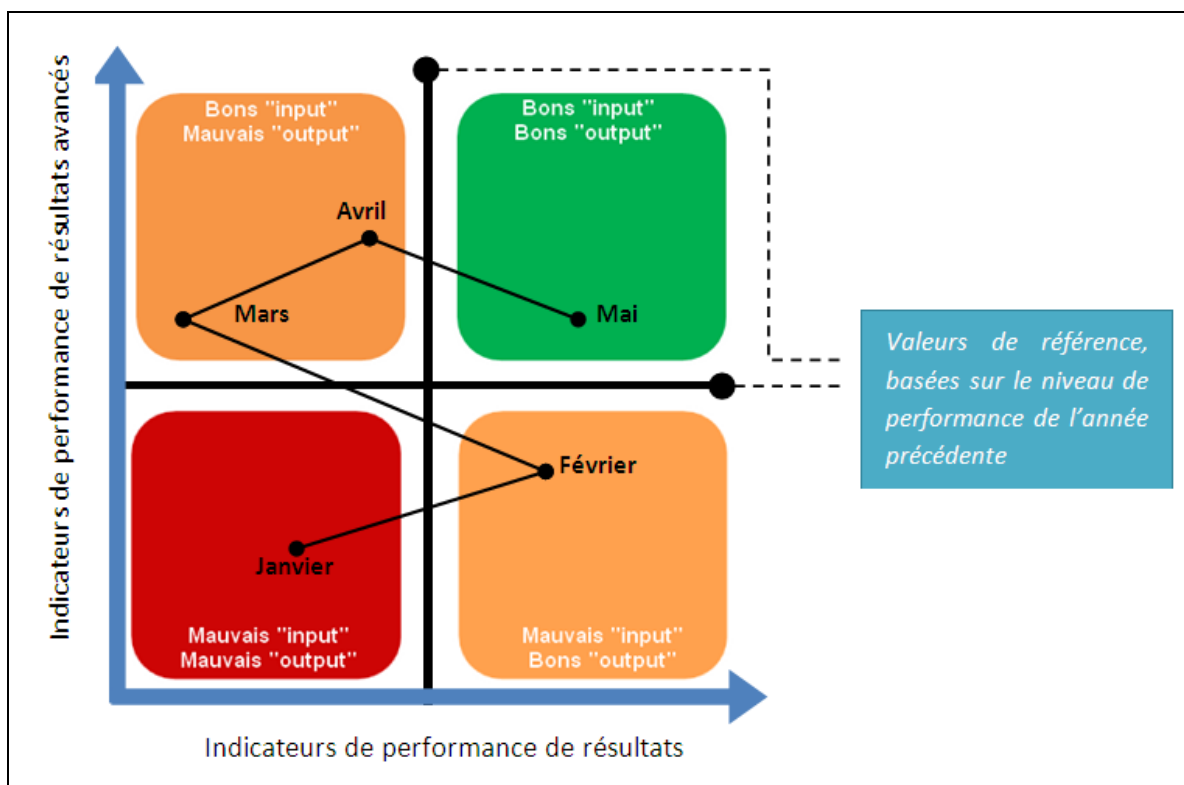 Indicateurs de performance de résultats avancés
Bons "input"
Mauvais "output"
Bons "input"
Bons "output"
Avril
Mars
Mai
Valeurs de référence,
basées sur le niveau de
performance de l'année
précédente
Février
Janvier
Mauvais "input"
Mauvais "output"
Mauvais "input"
Bons "output"
Indicateurs de performance de résultats